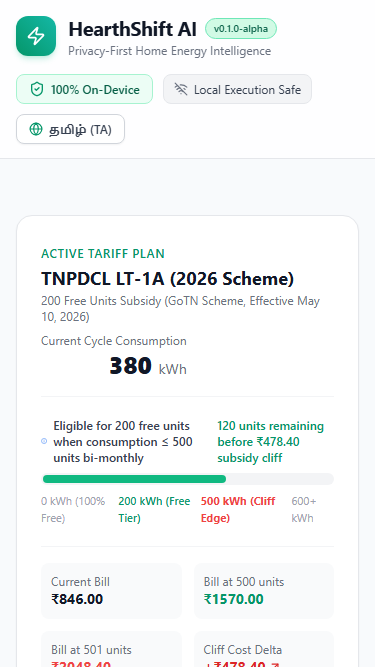 HearthShift AI v0.1.0-alpha
Privacy-First Home Energy Intelligence
100% On-Device
Local Execution Safe
தமிழ் (TA)
ACTIVE TARIFF PLAN
TNPDCL LT-1A (2026 Scheme)
200 Free Units Subsidy (GoTN Scheme, Effective May
10, 2026)
Current Cycle Consumption
380 kWh
Eligible for 200 free units
when consumption ≤ 500
units bi-monthly
120 units remaining
before ₹478.40
subsidy cliff
0 kWh (100%
Free)
200 kWh (Free
Tier)
500 kWh (Cliff
Edge)
600+
kWh
Current Bill
₹846.00
Bill at 500 units
₹1570.00
Bill at 501 units
₹2048.40
Cliff Cost Delta
+₹478.40 ↗